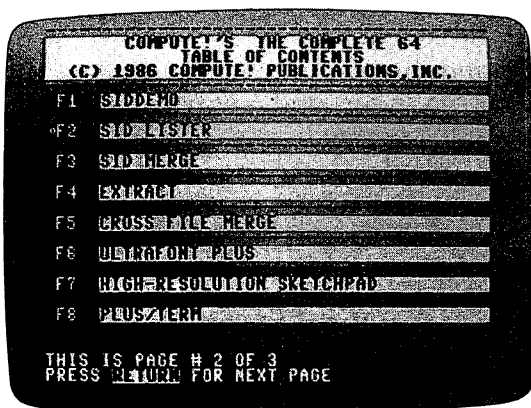 COMPUTE!'S THE COMPLETE 64
TABLE OF CONTENTS
(C) 1986 COMPUTE! PUBLICATIONS,INC.
F1 SIDDEMO
F2 SID LISTER
F3 SID MERGE
F4 EXTRACT
F5 CROSS FILE MERGE
F6 ULTRAFONT PLUS
F7 HIGH-RESOLUTION SKETCHPAD
F8 PLUS/TERM
THIS IS PAGE # 2 OF 3
PRESS RETURN FOR NEXT PAGE